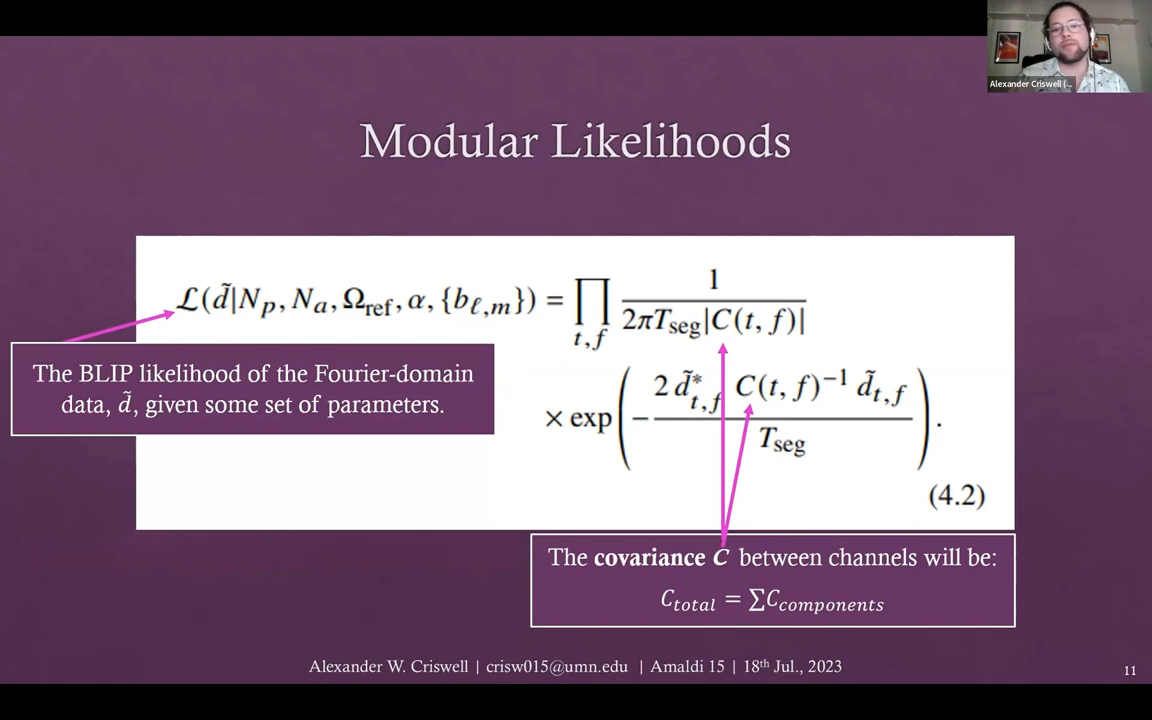 Alexander Criswell (...
Modular Likelihoods
ℒ(d̃|Nₚ, Nₐ, Ω_ref, α, {b_ℓ,m}) = ∏_t,f 1 / 2πT_seg|C(t, f)|
× exp(− 2 d̃*_t,f C(t, f)⁻¹ d̃_t,f / T_seg).
(4.2)
The BLIP likelihood of the Fourier-domain
data, d̃, given some set of parameters.
The covariance C between channels will be:
C_total = ∑C_components
Alexander W. Criswell | crisw015@umn.edu | Amaldi 15 | 18th Jul., 2023
11